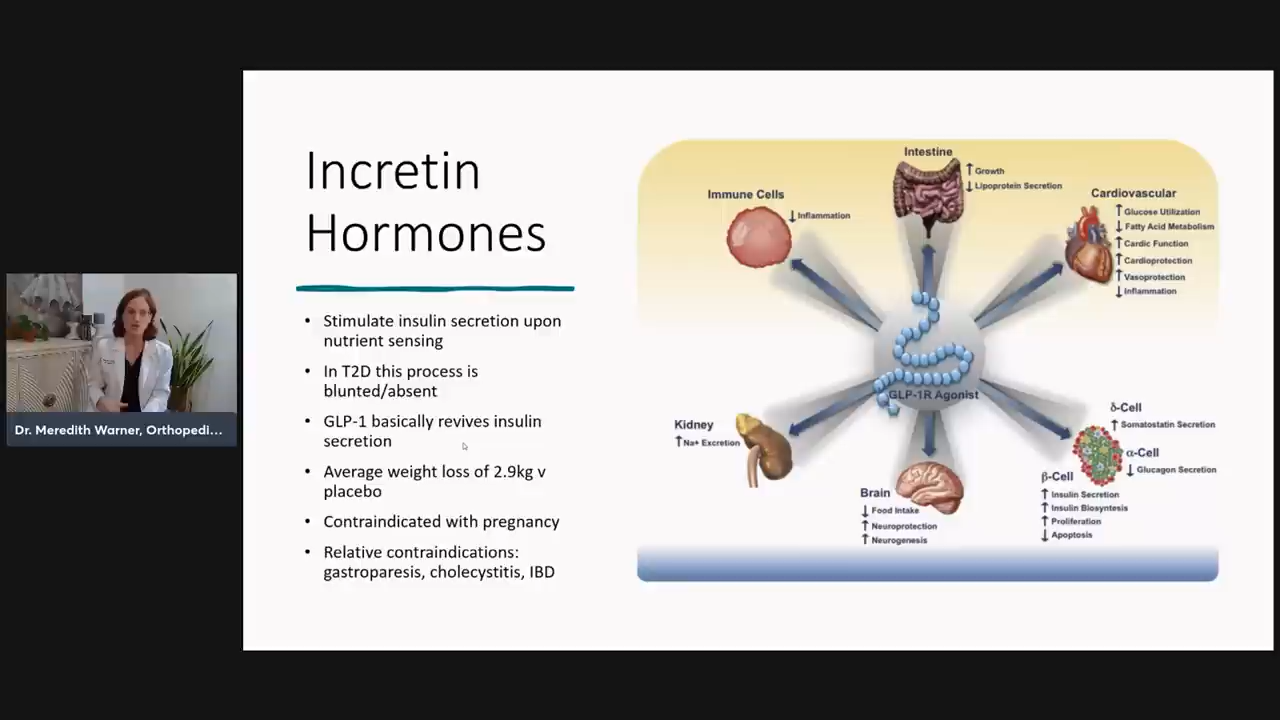 Incretin
Hormones
• Stimulate insulin secretion upon
nutrient sensing
• In T2D this process is
blunted/absent
• GLP-1 basically revives insulin
secretion
• Average weight loss of 2.9kg v
placebo
• Contraindicated with pregnancy
• Relative contraindications:
gastroparesis, cholecystitis, IBD
Intestine
↑ Growth
↓ Lipoprotein Secretion
Immune Cells
↓ Inflammation
Cardiovascular
↑ Glucose Utilization
↓ Fatty Acid Metabolism
↑ Cardic Function
↑ Cardioprotection
↑ Vasoprotection
↓ Inflammation
GLP-1R Agonist
Kidney
↑Na+ Excretion
Brain
↓ Food Intake
↑ Neuroprotection
↑ Neurogenesis
δ-Cell
↑ Somatostatin Secretion
α-Cell
↓ Glucagon Secretion
β-Cell
↑ Insulin Secretion
↑ Insulin Biosyntesis
↑ Proliferation
↓ Apoptosis
Dr. Meredith Warner, Orthopedi...